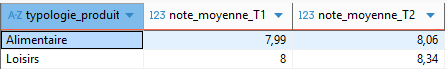 A-Z typologie_produit 123 note_moyenne_T1 123 note_moyenne_T2
Alimentaire 7,99 8,06
Loisirs 8 8,34